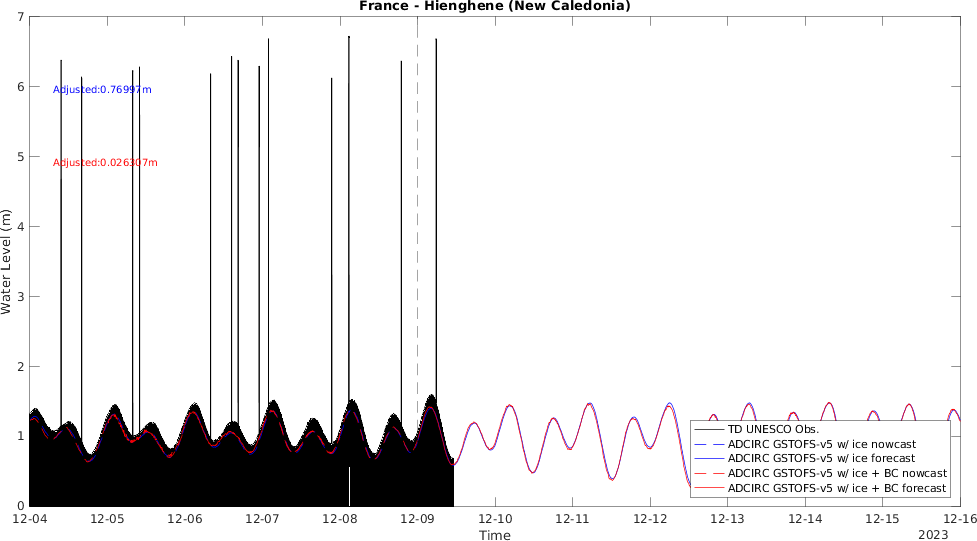 France - Hienghene (New Caledonia)
7
6
5
4
3
2
1
0
Water Level (m)
Adjusted:0.76997m
Adjusted:0.026307m
TD UNESCO Obs.
ADCIRC GSTOFS-v5 w/ ice nowcast
ADCIRC GSTOFS-v5 w/ ice forecast
ADCIRC GSTOFS-v5 w/ ice + BC nowcast
ADCIRC GSTOFS-v5 w/ ice + BC forecast
12-04 12-05 12-06 12-07 12-08 12-09 12-10 12-11 12-12 12-13 12-14 12-15 12-16
Time
2023